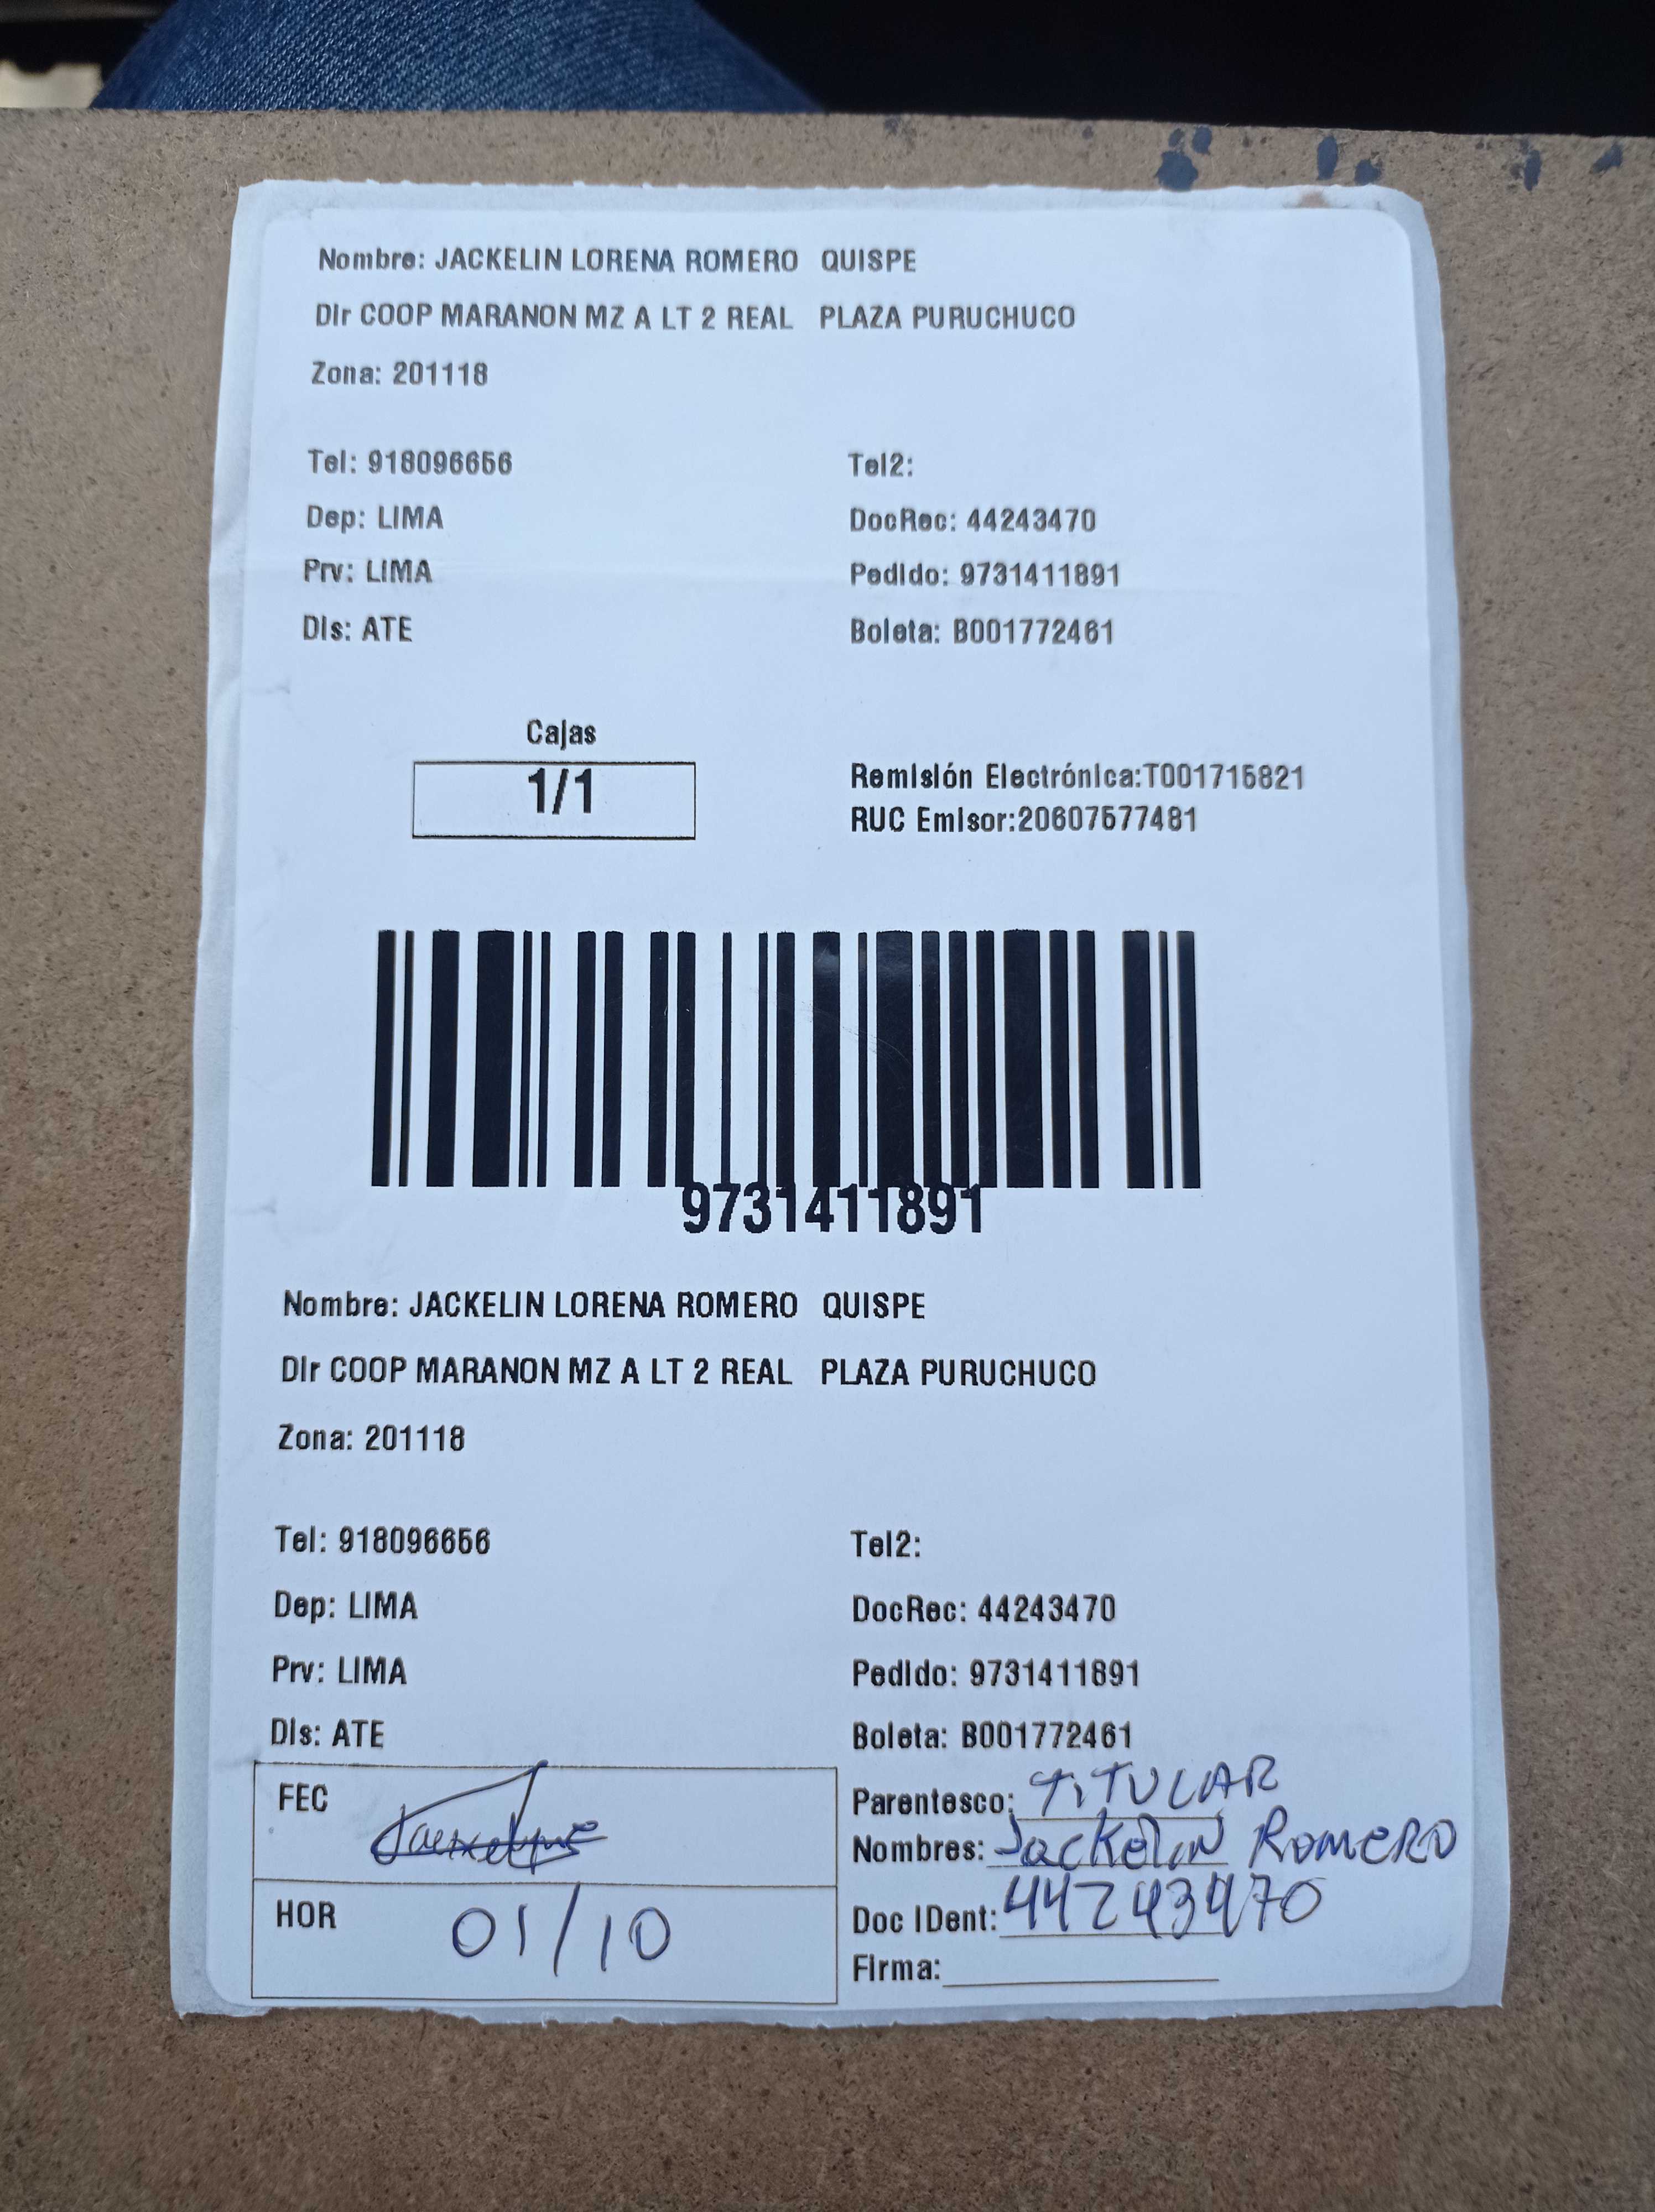 Nombre: JACKELIN LORENA ROMERO QUISPE
Dir COOP MARANON MZ A LT 2 REAL PLAZA PURUCHUCO
Zona: 201118
Tel: 918096656 Tel2:
Dep: LIMA DocRec: 44243470
Prv: LIMA Pedido: 9731411891
Dis: ATE Boleta: B001772461
Cajas
1/1
Remisión Electrónica:T001715821
RUC Emisor:20607577481
9731411891
Nombre: JACKELIN LORENA ROMERO QUISPE
Dir COOP MARANON MZ A LT 2 REAL PLAZA PURUCHUCO
Zona: 201118
Tel: 918096656 Tel2:
Dep: LIMA DocRec: 44243470
Prv: LIMA Pedido: 9731411891
Dis: ATE Boleta: B001772461
FEC
HOR 01/10
Parentesco: TITULAR
Nombres: Jackelin Romero
Doc IDent: 44243470
Firma: